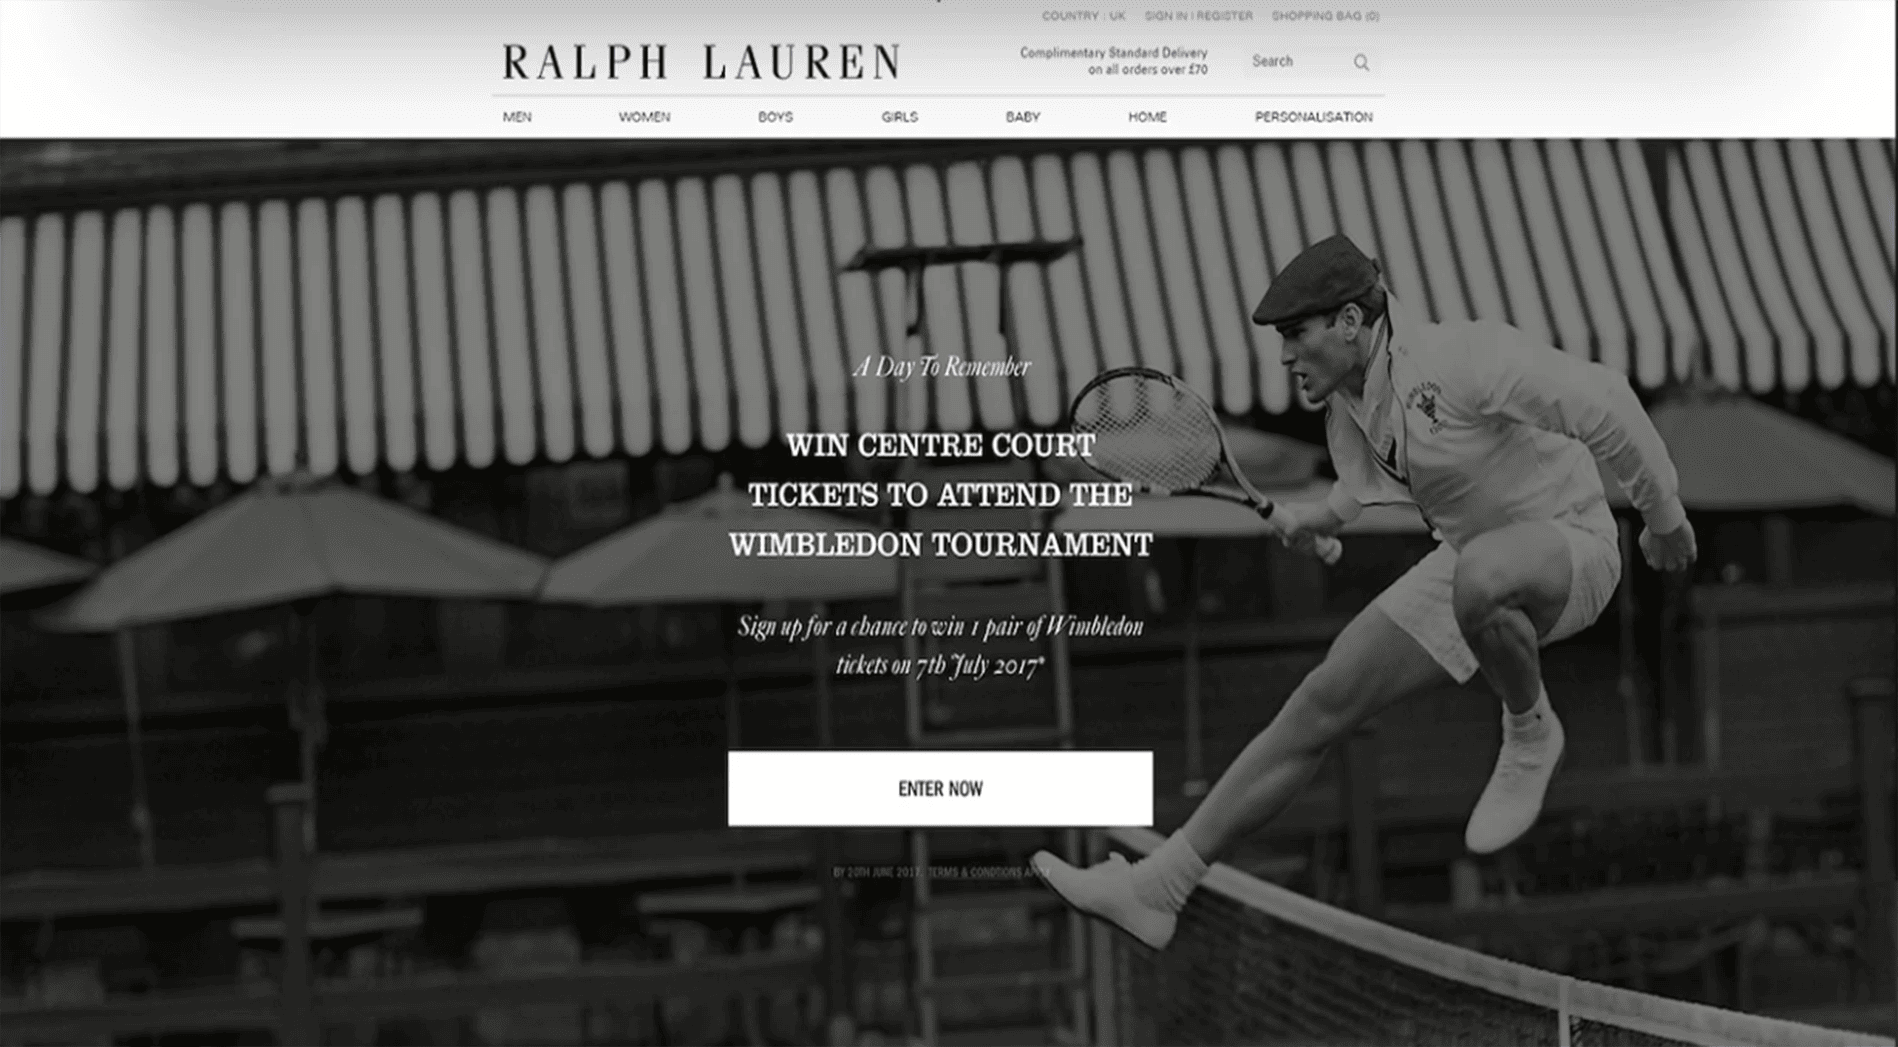 COUNTRY : UK SIGN IN | REGISTER SHOPPING BAG (0)
RALPH LAUREN
Complimentary Standard Delivery
on all orders over £70
Search
MEN WOMEN BOYS GIRLS BABY HOME PERSONALISATION
A Day To Remember
WIN CENTRE COURT
TICKETS TO ATTEND THE
WIMBLEDON TOURNAMENT
WIMBLEDON
Sign up for a chance to win 1 pair of Wimbledon
tickets on 7th July 2017*
ENTER NOW
BY 20TH JUNE 2017. TERMS & CONDTIONS APPLY